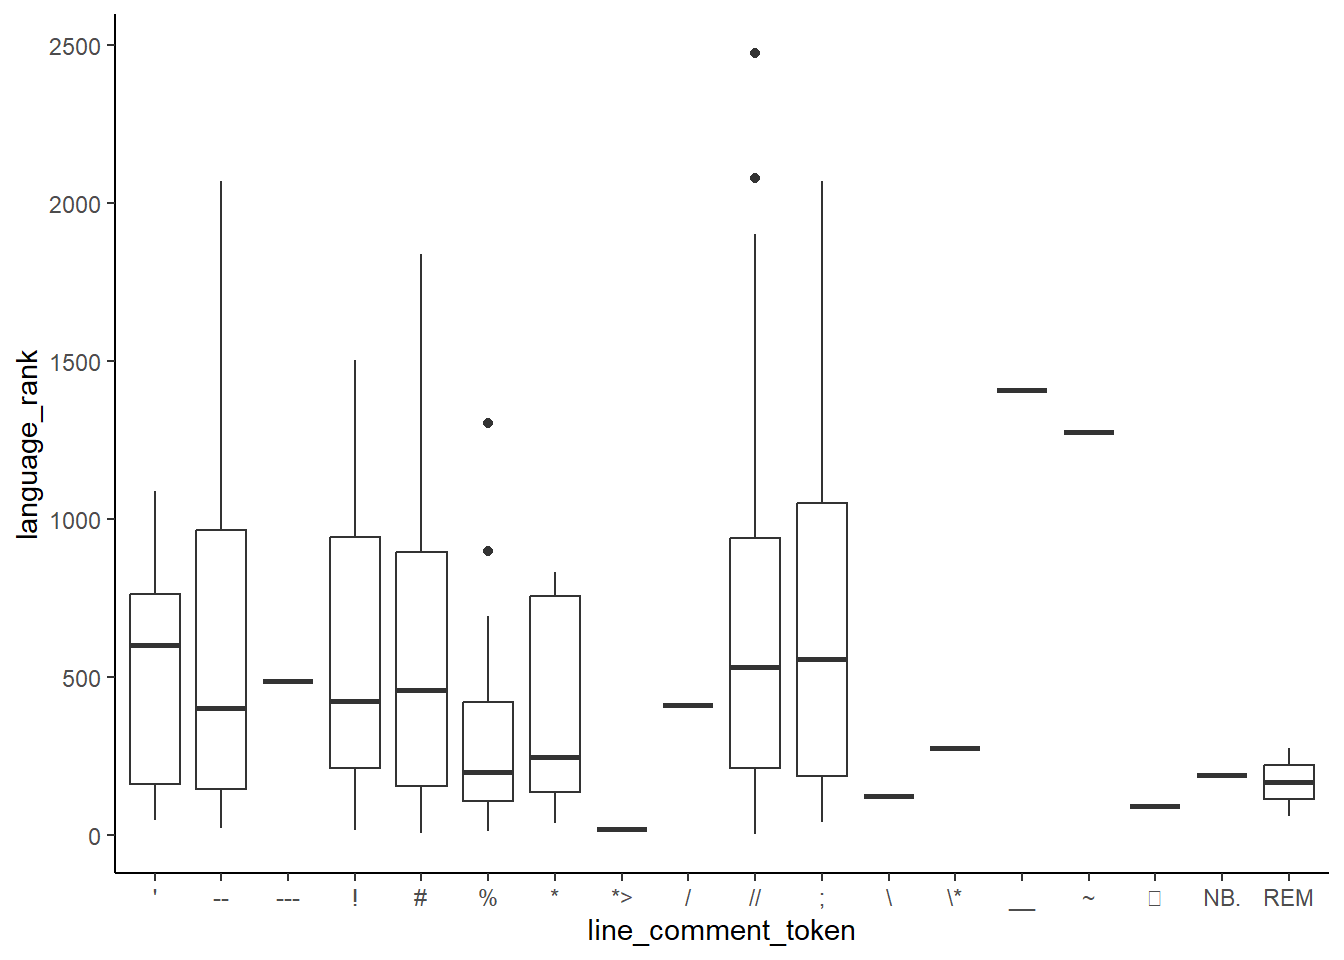 2500
2000
1500
1000
500
0
language_rank
' -- --- ! # % * *> / // ; \ \* __ ~ NB. REM
line_comment_token